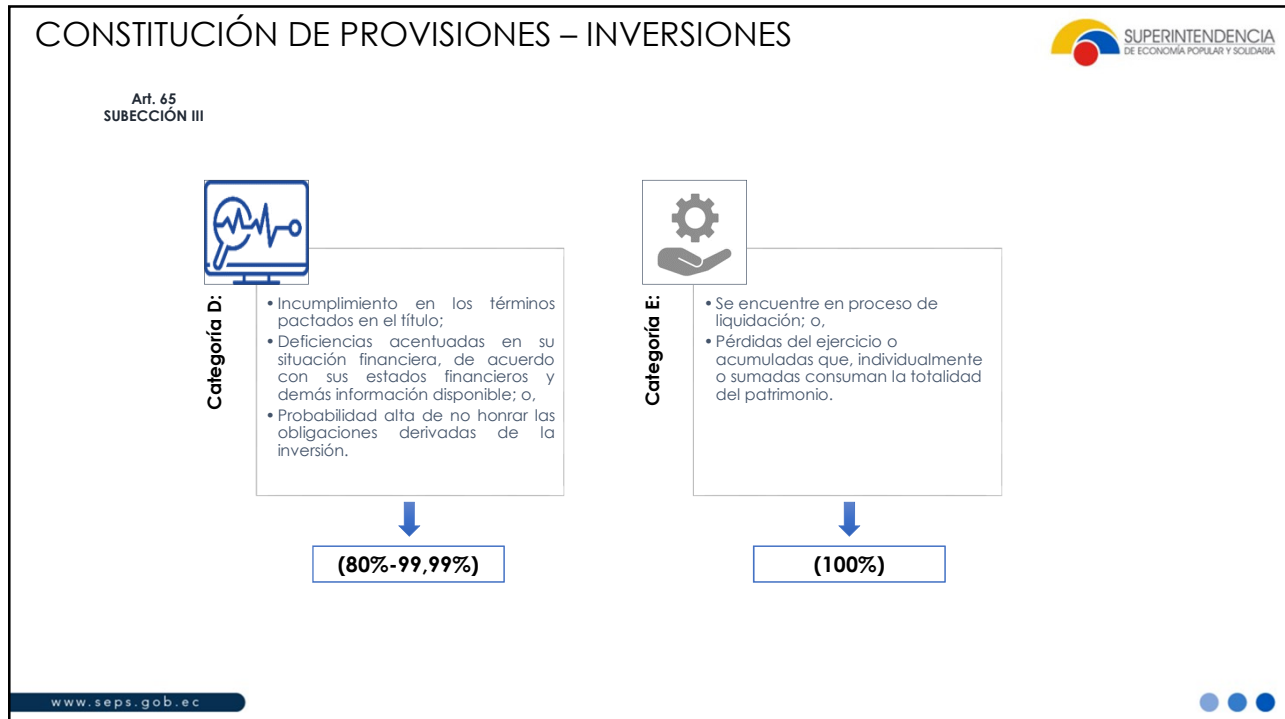 CONSTITUCIÓN DE PROVISIONES – INVERSIONES
SUPERINTENDENCIA
DE ECONOMÍA POPULAR Y SOLIDARIA
Art. 65
SUBECCIÓN III
Categoría D:
• Incumplimiento en los términos
pactados en el título;
• Deficiencias acentuadas en su
situación financiera, de acuerdo
con sus estados financieros y
demás información disponible; o,
• Probabilidad alta de no honrar las
obligaciones derivadas de la
inversión.
(80%-99,99%)
Categoría E:
• Se encuentre en proceso de
liquidación; o,
• Pérdidas del ejercicio o
acumuladas que, individualmente
o sumadas consuman la totalidad
del patrimonio.
(100%)
www.seps.gob.ec